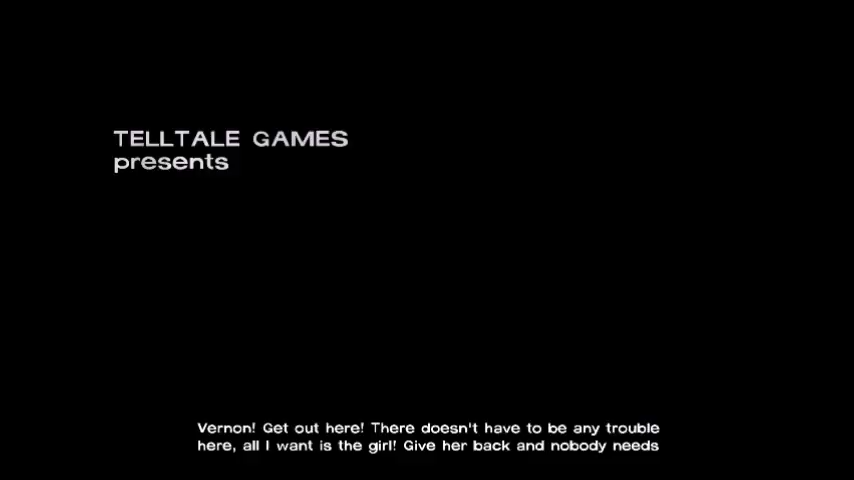 TELLTALE GAMES
presents
Vernon! Get out here! There doesn't have to be any trouble
here, all I want is the girl! Give her back and nobody needs